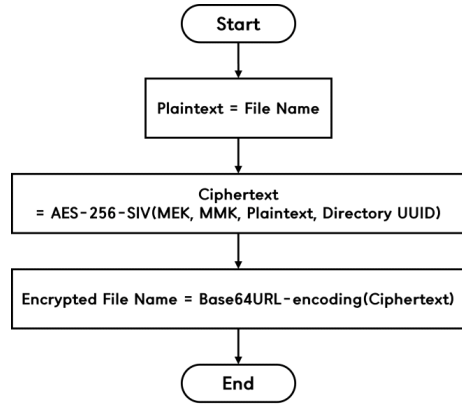 Start
Plaintext = File Name
Ciphertext
= AES-256-SIV(MEK, MMK, Plaintext, Directory UUID)
Encrypted File Name = Base64URL-encoding(Ciphertext)
End